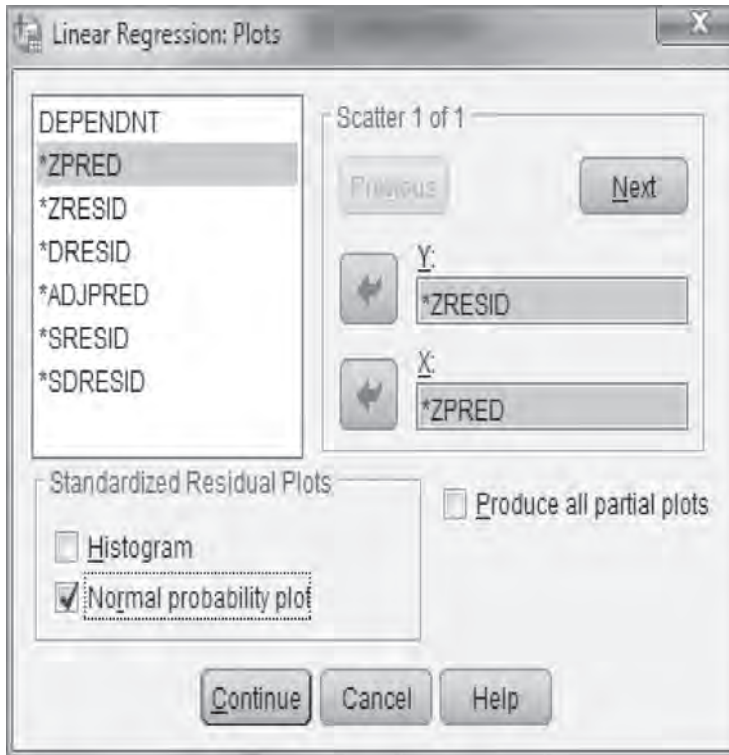 Linear Regression: Plots
X
DEPENDNT
*ZPRED
*ZRESID
*DRESID
*ADJPRED
*SRESID
*SDRESID
Scatter 1 of 1
Previous
Next
Y:
*ZRESID
X:
*ZPRED
Standardized Residual Plots
Histogram
Normal probability plot
Produce all partial plots
Continue
Cancel
Help